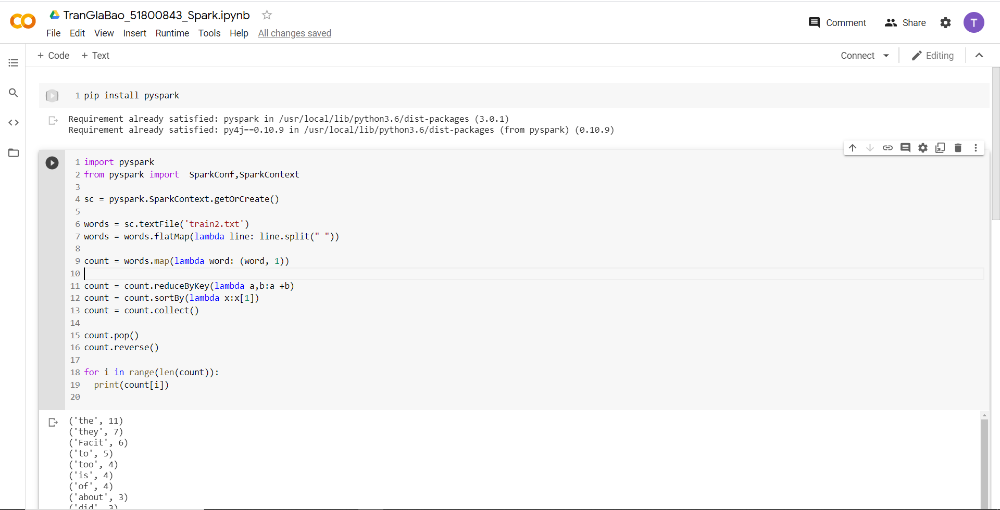 TranGIaBao_51800843_Spark.ipynb
File Edit View Insert Runtime Tools Help All changes saved
Comment Share T
+ Code + Text Connect Editing
1 pip install pyspark
Requirement already satisfied: pyspark in /usr/local/lib/python3.6/dist-packages (3.0.1)
Requirement already satisfied: py4j==0.10.9 in /usr/local/lib/python3.6/dist-packages (from pyspark) (0.10.9)
1 import pyspark
2 from pyspark import  SparkConf,SparkContext
3
4 sc = pyspark.SparkContext.getOrCreate()
5
6 words = sc.textFile('train2.txt')
7 words = words.flatMap(lambda line: line.split(" "))
8
9 count = words.map(lambda word: (word, 1))
10
11 count = count.reduceByKey(lambda a,b:a +b)
12 count = count.sortBy(lambda x:x[1])
13 count = count.collect()
14
15 count.pop()
16 count.reverse()
17
18 for i in range(len(count)):
19   print(count[i])
20
('the', 11)
('they', 7)
('Facit', 6)
('to', 5)
('too', 4)
('is', 4)
('of', 4)
('about', 3)
('did', 3)